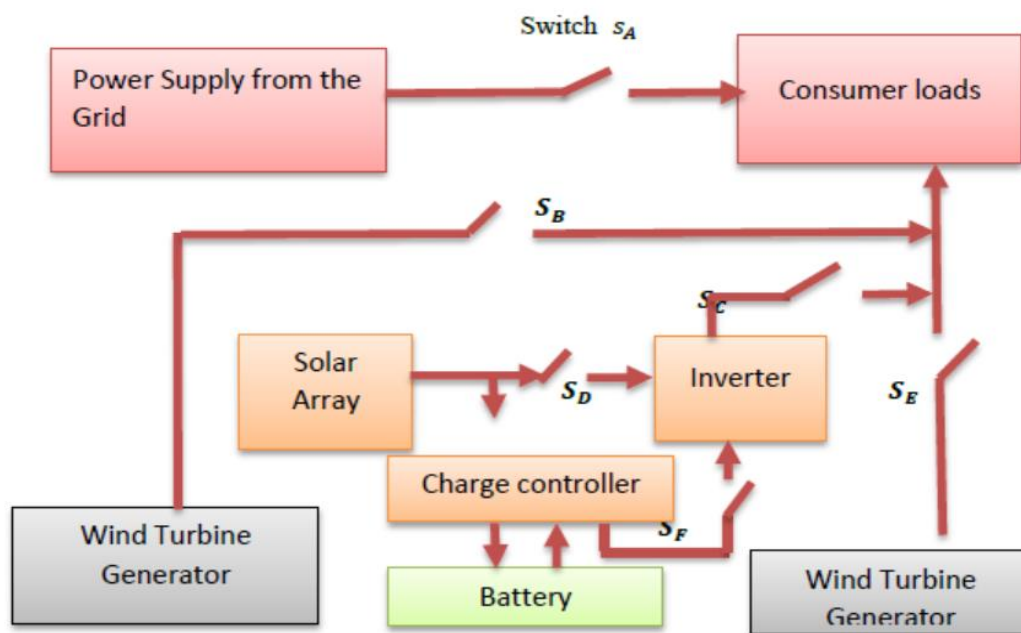 Switch s_A
Power Supply from the
Grid
Consumer loads
S_B
S_C
Solar
Array
S_D
Inverter
S_E
Charge controller
S_F
Wind Turbine
Generator
Battery
Wind Turbine
Generator